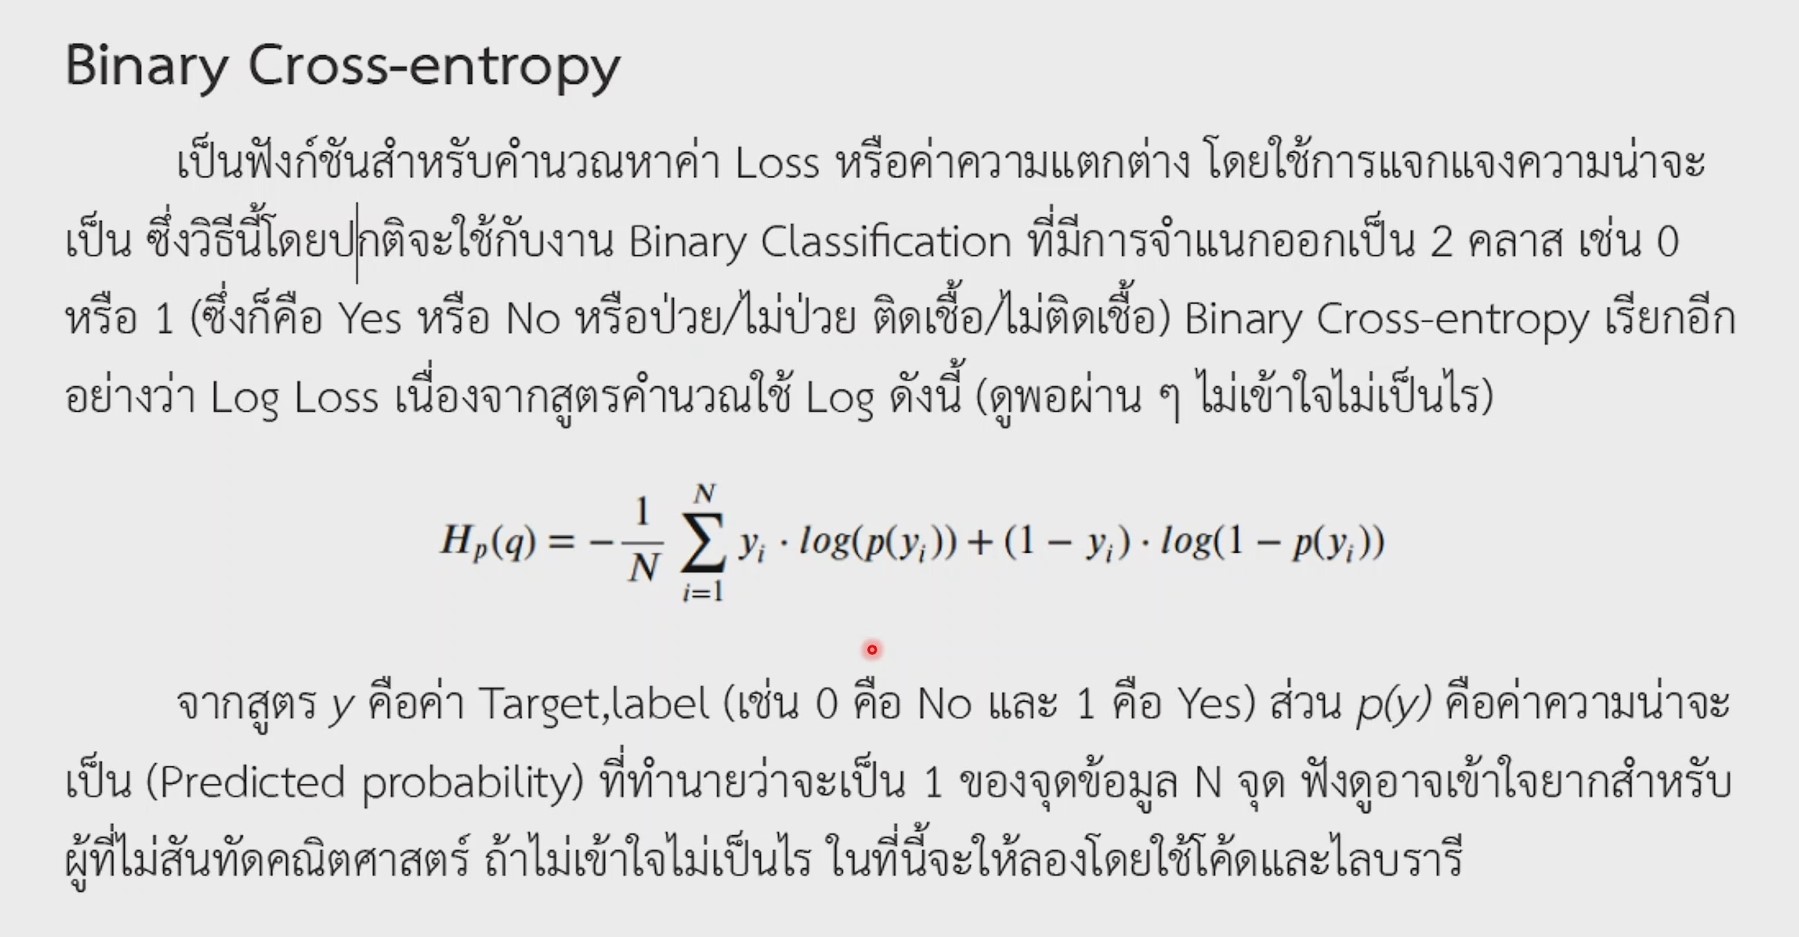 Binary Cross-entropy
เป็นฟังก์ชันสำหรับคำนวณหาค่า Loss หรือค่าความแตกต่าง โดยใช้การแจกแจงความน่าจะ
เป็น ซึ่งวิธีนี้โดยปกติจะใช้กับงาน Binary Classification ที่มีการจำแนกออกเป็น 2 คลาส เช่น 0
หรือ 1 (ซึ่งก็คือ Yes หรือ No หรือป่วย/ไม่ป่วย ติดเชื้อ/ไม่ติดเชื้อ) Binary Cross-entropy เรียกอีก
อย่างว่า Log Loss เนื่องจากสูตรคำนวณใช้ Log ดังนี้ (ดูพอผ่าน ๆ ไม่เข้าใจไม่เป็นไร)
H_p(q) = -\frac{1}{N} \sum_{i=1}^{N} y_i · log(p(y_i)) + (1 − y_i) · log(1 − p(y_i))
จากสูตร y คือค่า Target,label (เช่น 0 คือ No และ 1 คือ Yes) ส่วน p(y) คือค่าความน่าจะ
เป็น (Predicted probability) ที่ทำนายว่าจะเป็น 1 ของจุดข้อมูล N จุด ฟังดูอาจเข้าใจยากสำหรับ
ผู้ที่ไม่สันทัดคณิตศาสตร์ ถ้าไม่เข้าใจไม่เป็นไร ในที่นี้จะให้ลองโดยใช้โค้ดและไลบรารี